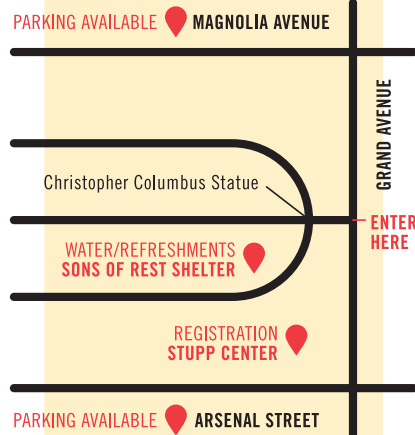 PARKING AVAILABLE MAGNOLIA AVENUE
GRAND AVENUE
Christopher Columbus Statue
ENTER
HERE
WATER/REFRESHMENTS
SONS OF REST SHELTER
REGISTRATION
STUPP CENTER
PARKING AVAILABLE ARSENAL STREET